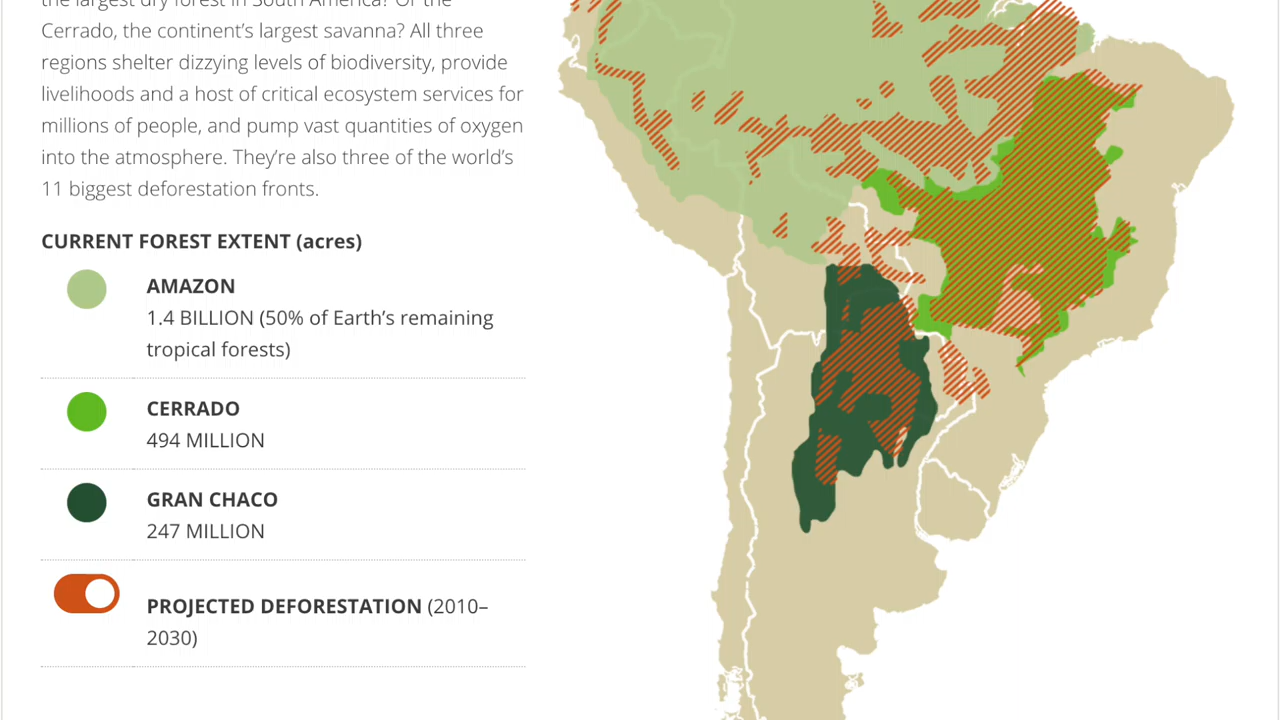 the largest dry forest in South America? Or the
Cerrado, the continent’s largest savanna? All three
regions shelter dizzying levels of biodiversity, provide
livelihoods and a host of critical ecosystem services for
millions of people, and pump vast quantities of oxygen
into the atmosphere. They’re also three of the world’s
11 biggest deforestation fronts.
CURRENT FOREST EXTENT (acres)
AMAZON
1.4 BILLION (50% of Earth’s remaining
tropical forests)
CERRADO
494 MILLION
GRAN CHACO
247 MILLION
PROJECTED DEFORESTATION (2010–
2030)